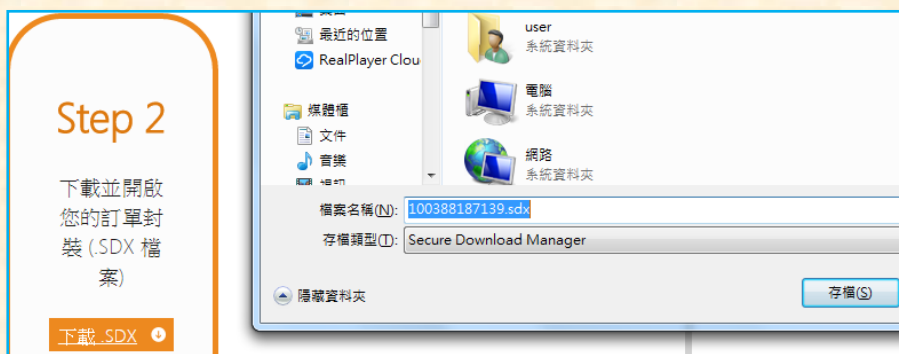 Step 2
下載並開啟
您的訂單封
裝 (.SDX 檔
案)
下載 .SDX
最近的位置
RealPlayer Clou
媒體櫃
文件
音樂
視訊
user
系統資料夾
電腦
系統資料夾
網路
系統資料夾
檔案名稱(N): 100388187139.sdx
存檔類型(T): Secure Download Manager
隱藏資料夾
存檔(S)